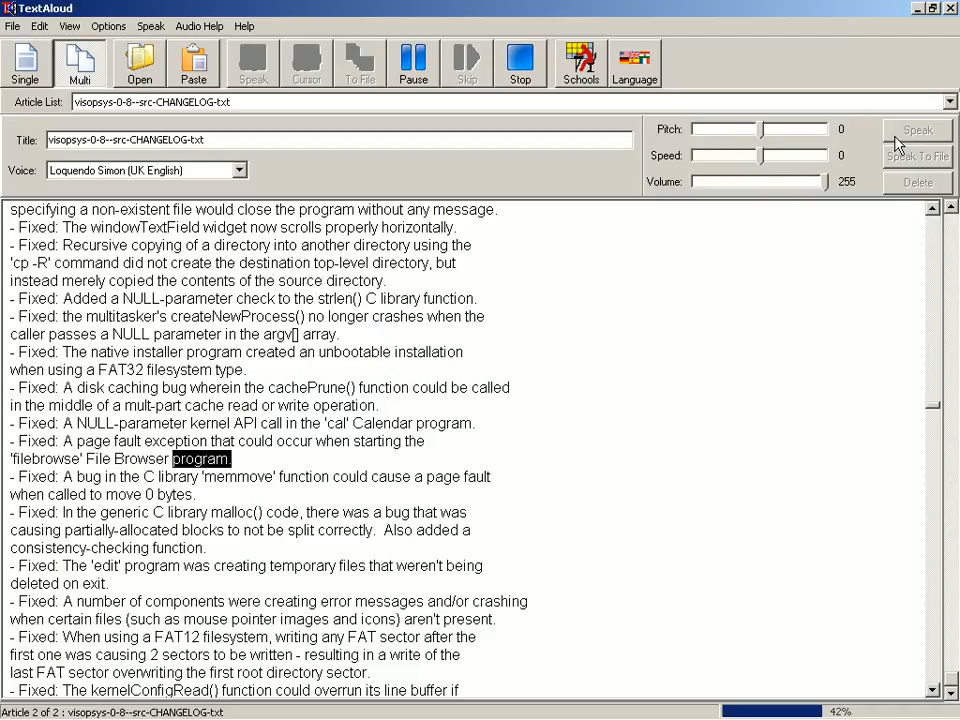 TextAloud
File Edit View Options Speak Audio Help Help
Single Multi Open Paste Speak Cursor To File Pause Skip Stop Schools Language
Article List: visopsys-0-8--src-CHANGELOG-txt
Title: visopsys-0-8--src-CHANGELOG-txt
Pitch: 0 Speak
Speed: 0 Speak To File
Voice: Loquendo Simon (UK English)
Volume: 255 Delete
specifying a non-existent file would close the program without any message.
- Fixed: The windowTextField widget now scrolls properly horizontally.
- Fixed: Recursive copying of a directory into another directory using the
'cp -R' command did not create the destination top-level directory, but
instead merely copied the contents of the source directory.
- Fixed: Added a NULL-parameter check to the strlen() C library function.
- Fixed: the multitasker's createNewProcess() no longer crashes when the
caller passes a NULL parameter in the argv[] array.
- Fixed: The native installer program created an unbootable installation
when using a FAT32 filesystem type.
- Fixed: A disk caching bug wherein the cachePrune() function could be called
in the middle of a mult-part cache read or write operation.
- Fixed: A NULL-parameter kernel API call in the 'cal' Calendar program.
- Fixed: A page fault exception that could occur when starting the
'filebrowse' File Browser program.
- Fixed: A bug in the C library 'memmove' function could cause a page fault
when called to move 0 bytes.
- Fixed: In the generic C library malloc() code, there was a bug that was
causing partially-allocated blocks to not be split correctly.  Also added a
consistency-checking function.
- Fixed: The 'edit' program was creating temporary files that weren't being
deleted on exit.
- Fixed: A number of components were creating error messages and/or crashing
when certain files (such as mouse pointer images and icons) aren't present.
- Fixed: When using a FAT12 filesystem, writing any FAT sector after the
first one was causing 2 sectors to be written - resulting in a write of the
last FAT sector overwriting the first root directory sector.
- Fixed: The kernelConfigRead() function could overrun its line buffer if
Article 2 of 2 : visopsys-0-8--src-CHANGELOG-txt 42%